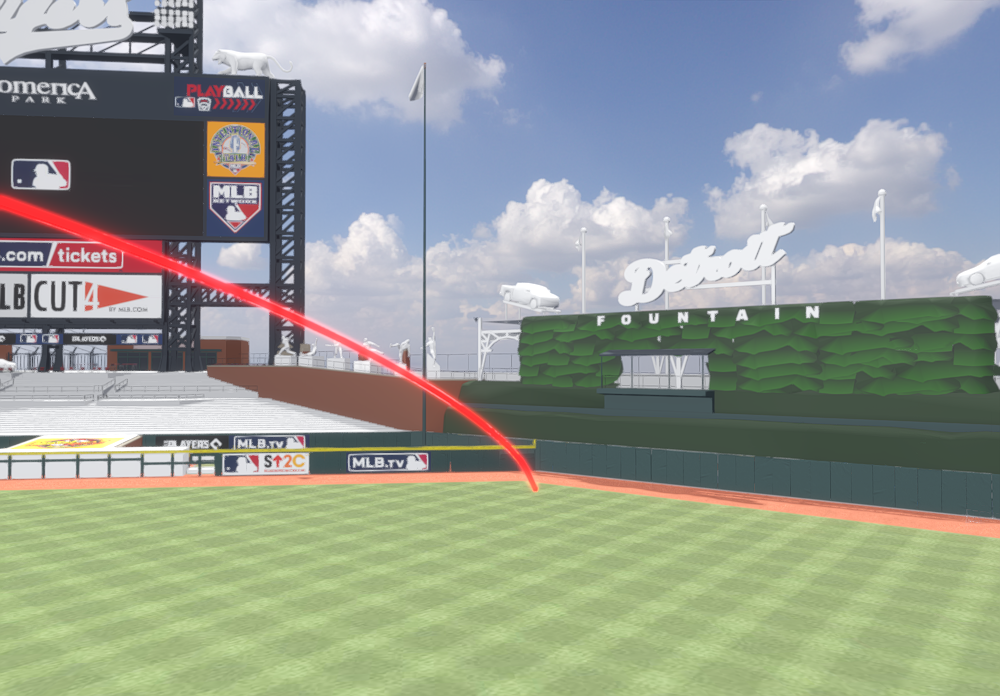 omerica
PARK
PLAY BALL
MLB
NETWORK
.com/tickets
LB
CUT4
BY MLB.COM
Detroit
FOUNTAIN
PLAYERS
MLB.tv
S↑2C
MLB.tv